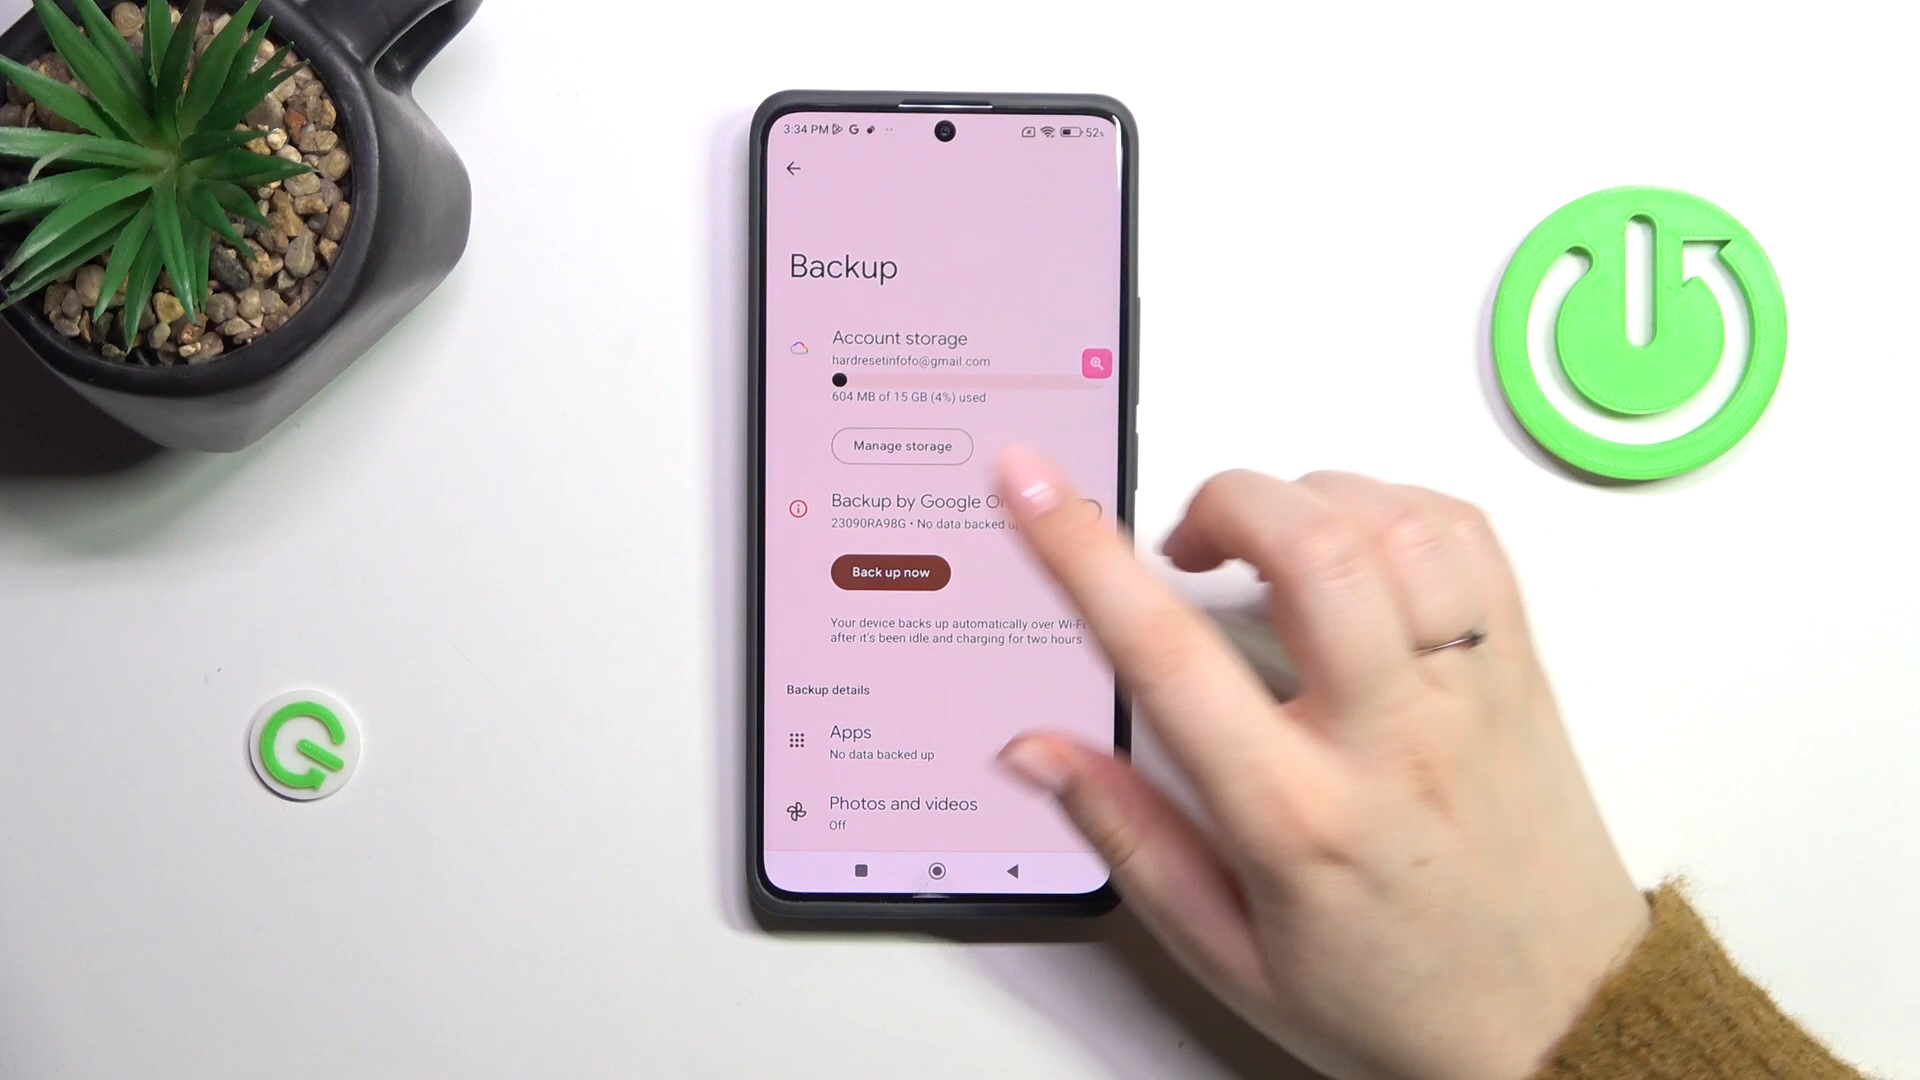 3:34 PM
52%
Backup
Account storage
hardresetinfofo@gmail.com
604 MB of 15 GB (4%) used
Manage storage
Backup by Google
23090RA98G • No data backed up
Back up now
Your device backs up automatically over Wi-Fi
after it's been idle and charging for two hours
Backup details
Apps
No data backed up
Photos and videos
Off